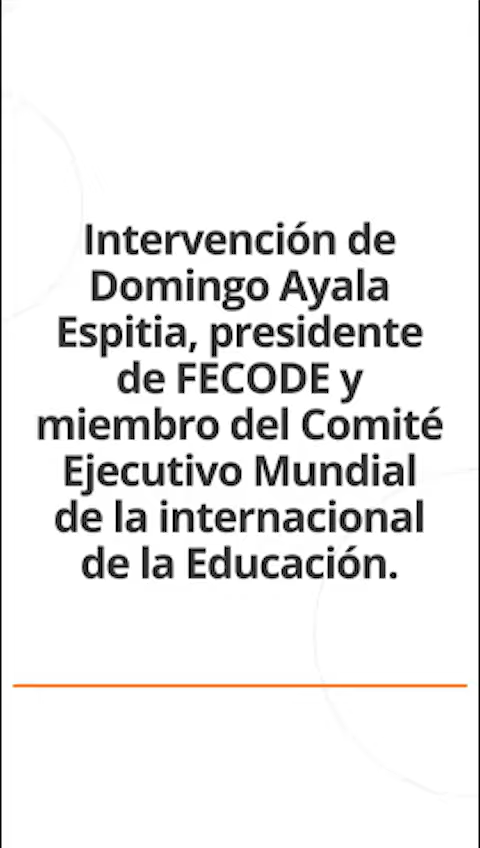 Intervención de
Domingo Ayala
Espitia, presidente
de FECODE y
miembro del Comité
Ejecutivo Mundial
de la internacional
de la Educación.